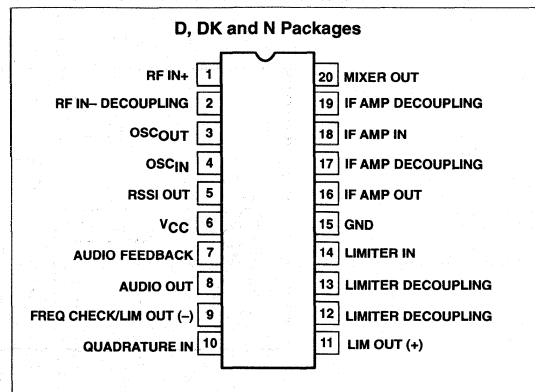 D, DK and N Packages
RF IN+ 1
RF IN– DECOUPLING 2
OSCOUT 3
OSCIN 4
RSSI OUT 5
VCC 6
AUDIO FEEDBACK 7
AUDIO OUT 8
FREQ CHECK/LIM OUT (–) 9
QUADRATURE IN 10
20 MIXER OUT
19 IF AMP DECOUPLING
18 IF AMP IN
17 IF AMP DECOUPLING
16 IF AMP OUT
15 GND
14 LIMITER IN
13 LIMITER DECOUPLING
12 LIMITER DECOUPLING
11 LIM OUT (+)